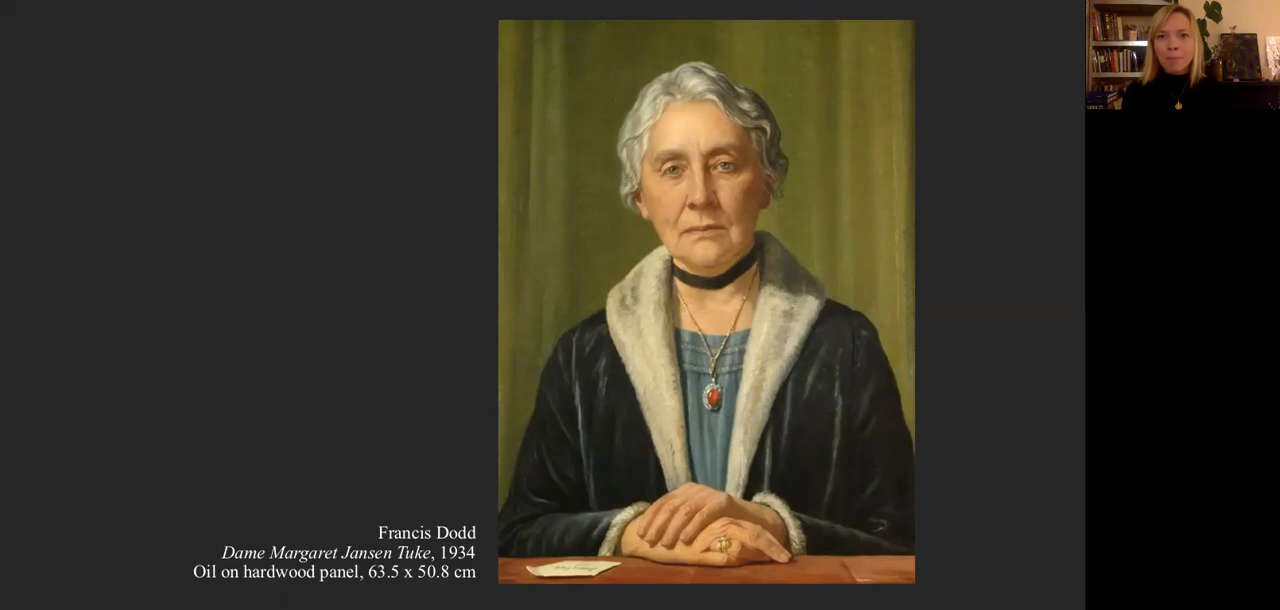 Francis Dodd
Dame Margaret Jansen Tuke, 1934
Oil on hardwood panel, 63.5 x 50.8 cm